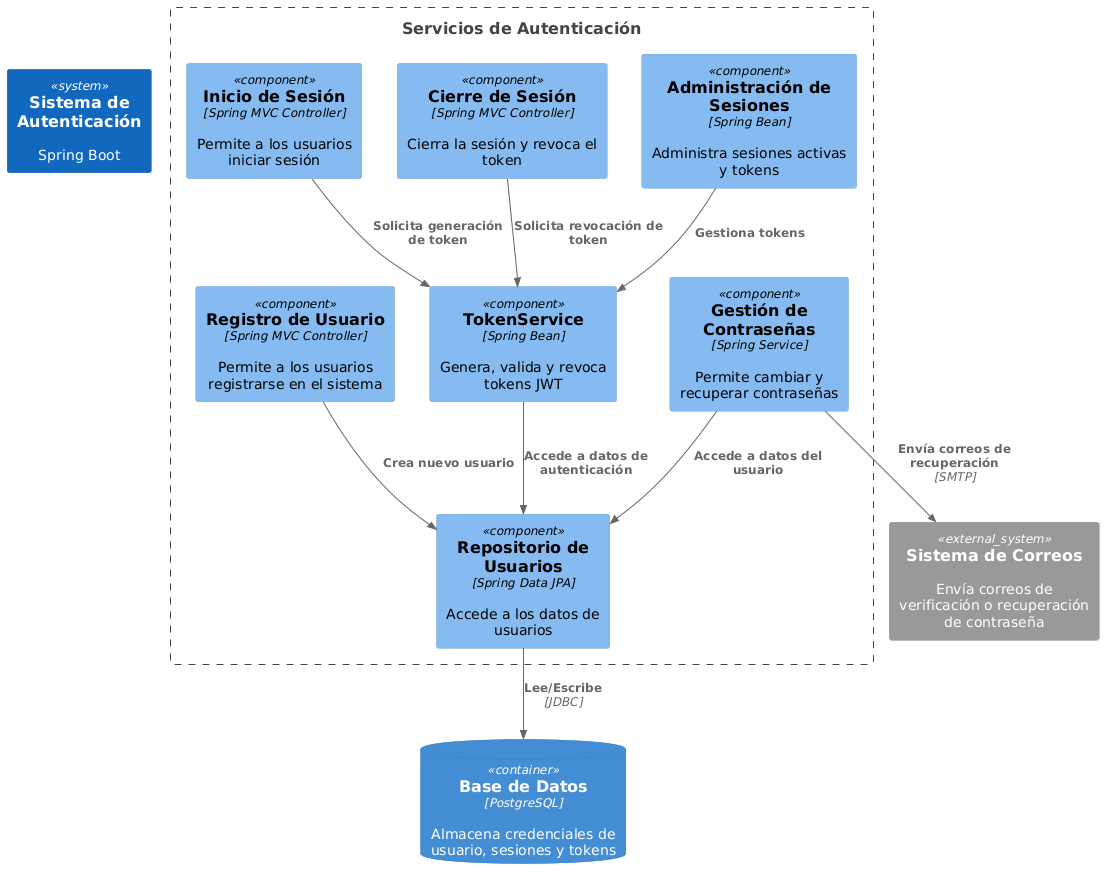 Servicios de Autenticación
«system»
Sistema de
Autenticación
Spring Boot
«component»
Inicio de Sesión
[Spring MVC Controller]
Permite a los usuarios
iniciar sesión
«component»
Cierre de Sesión
[Spring MVC Controller]
Cierra la sesión y revoca el
token
«component»
Administración de
Sesiones
[Spring Bean]
Administra sesiones activas
y tokens
Solicita generación
de token
Solicita revocación de
token
Gestiona tokens
«component»
Registro de Usuario
[Spring MVC Controller]
Permite a los usuarios
registrarse en el sistema
«component»
TokenService
[Spring Bean]
Genera, valida y revoca
tokens JWT
«component»
Gestión de
Contraseñas
[Spring Service]
Permite cambiar y
recuperar contraseñas
Crea nuevo usuario
Accede a datos de
autenticación
Accede a datos del
usuario
Envía correos de
recuperación
[SMTP]
«component»
Repositorio de
Usuarios
[Spring Data JPA]
Accede a los datos de
usuarios
«external_system»
Sistema de Correos
Envía correos de
verificación o recuperación
de contraseña
Lee/Escribe
[JDBC]
«container»
Base de Datos
[PostgreSQL]
Almacena credenciales de
usuario, sesiones y tokens